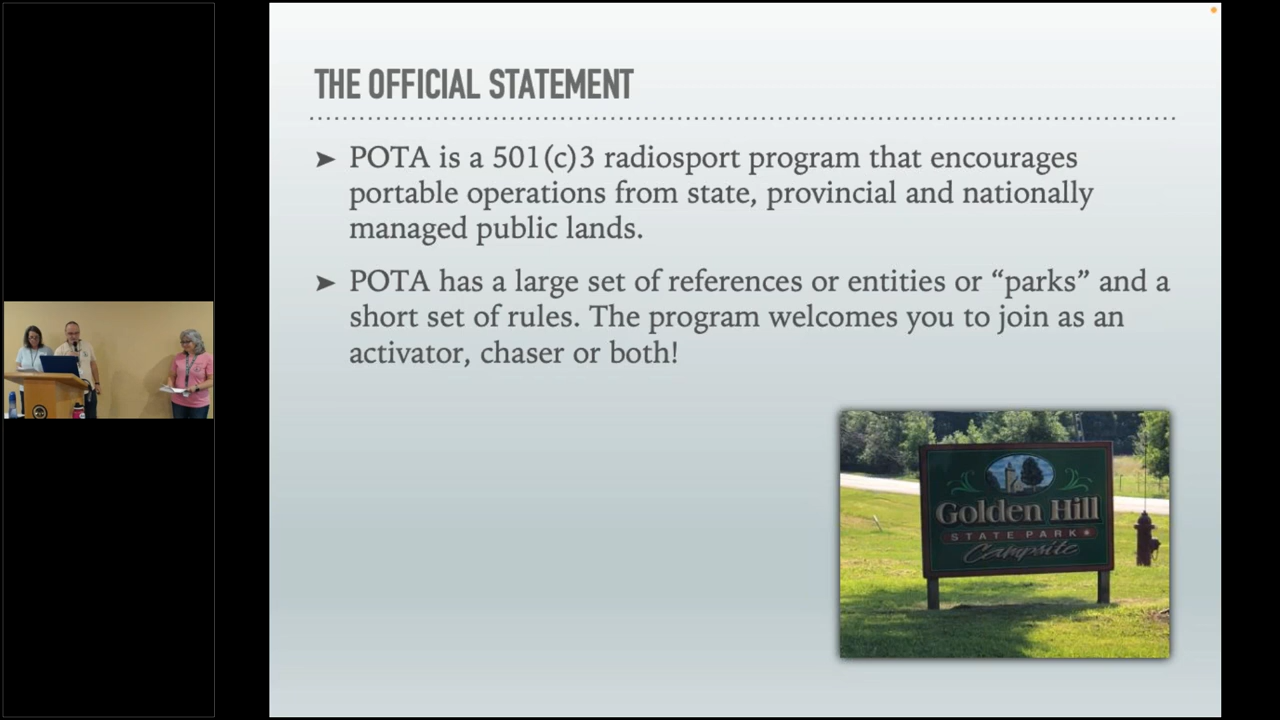 THE OFFICIAL STATEMENT
➤ POTA is a 501(c)3 radiosport program that encourages
portable operations from state, provincial and nationally
managed public lands.
➤ POTA has a large set of references or entities or “parks” and a
short set of rules. The program welcomes you to join as an
activator, chaser or both!
Golden Hill
STATE PARK
Campsite